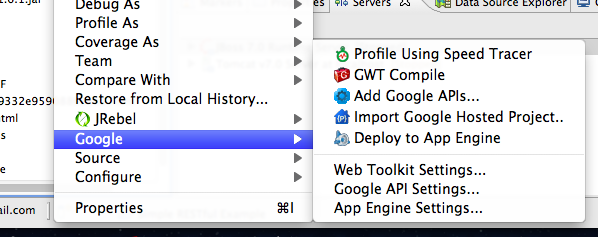 Debug As
Profile As
Coverage As
Team
Compare With
Restore from Local History...
JRebel
Google
Source
Configure
Properties ⌘I
Servers
Data Source Explorer
Profile Using Speed Tracer
GWT Compile
Add Google APIs...
Import Google Hosted Project..
Deploy to App Engine
Web Toolkit Settings...
Google API Settings...
App Engine Settings...
9332e959
html
ail.com